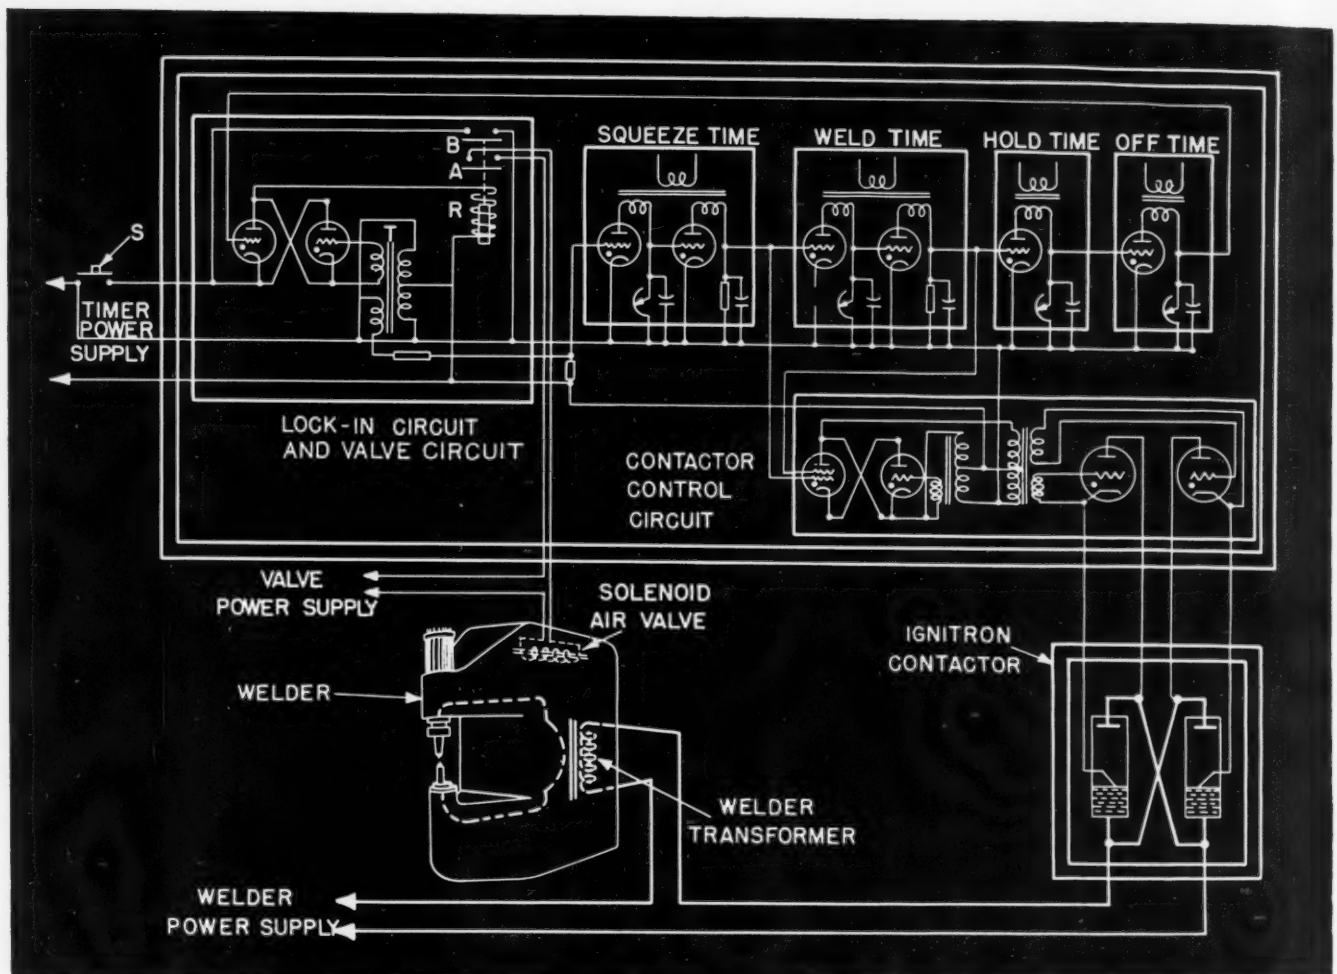 SQUEEZE TIME
WELD TIME
HOLD TIME
OFF TIME
B
A
R
T
S
TIMER
POWER
SUPPLY
LOCK-IN CIRCUIT
AND VALVE CIRCUIT
CONTACTOR
CONTROL
CIRCUIT
VALVE
POWER SUPPLY
SOLENOID
AIR VALVE
IGNITRON
CONTACTOR
WELDER
WELDER
TRANSFORMER
WELDER
POWER SUPPLY